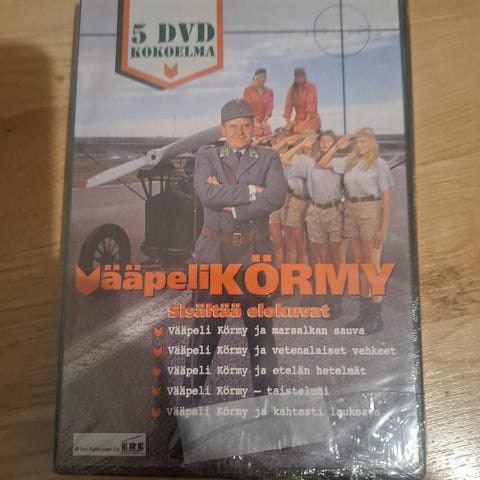 5 DVD
KOKOELMA
VääpeliKÖRMY
Sisältää elokuvat
Vääpeli Körmy ja marsalkan sauva
Vääpeli Körmy ja vetenalaiset vehkeet
Vääpeli Körmy ja etelän hetelmät
Vääpeli Körmy – taisteluni
Vääpeli Körmy ja kahtesti laukeava
ERE